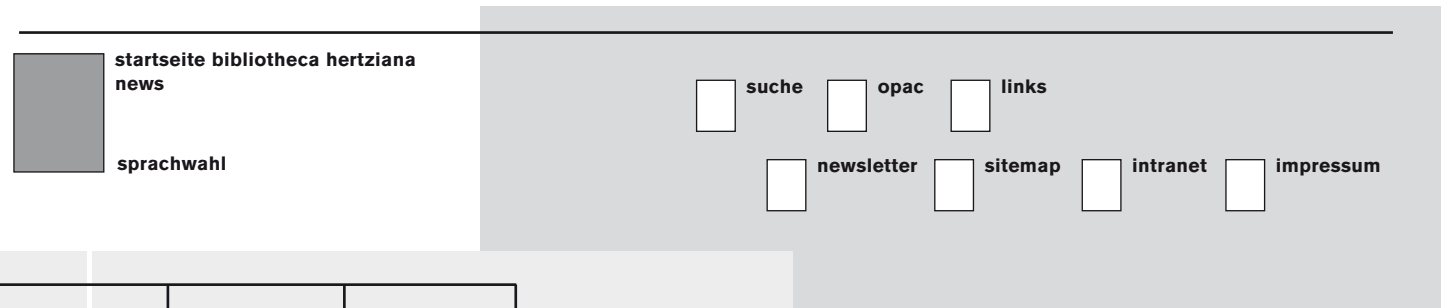 startseite bibliotheca hertziana
news
sprachwahl
suche opac links
newsletter sitemap intranet impressum